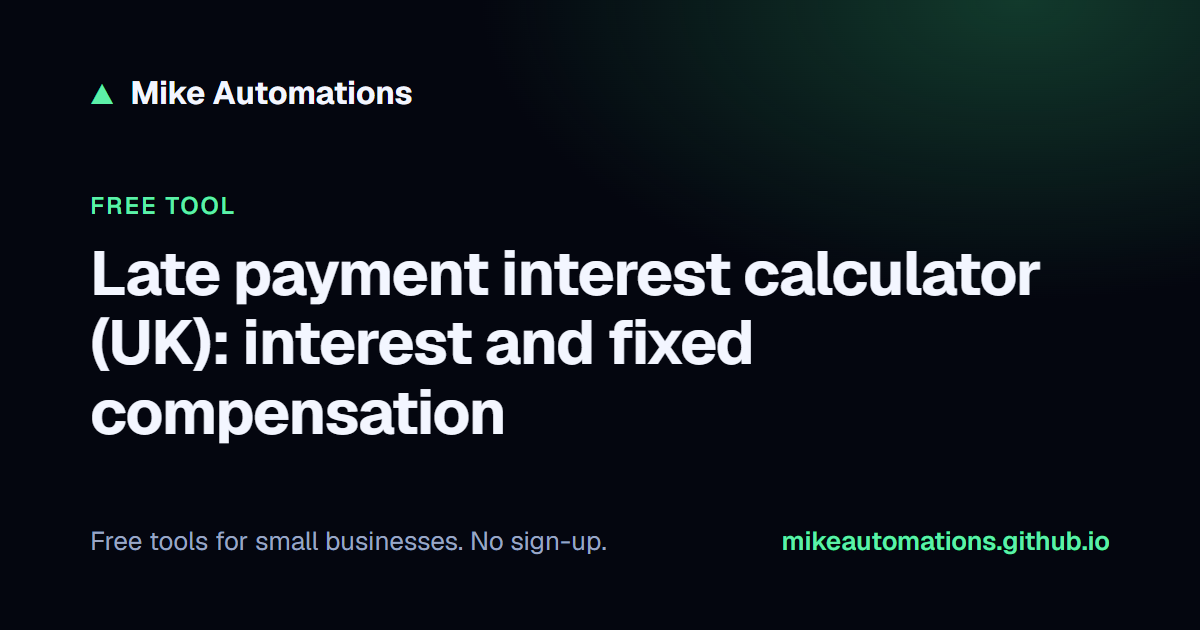 Mike Automations
FREE TOOL
Late payment interest calculator
(UK): interest and fixed
compensation
Free tools for small businesses. No sign-up.
mikeautomations.github.io